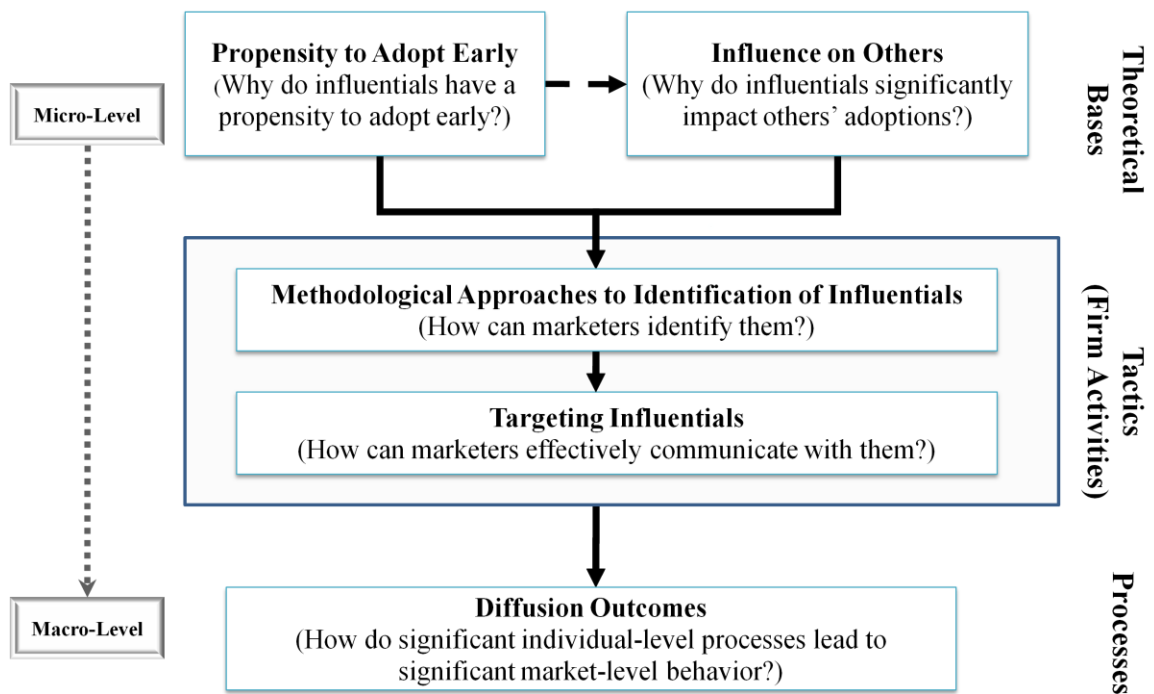 Propensity to Adopt Early
(Why do influentials have a
propensity to adopt early?)
Influence on Others
(Why do influentials significantly
impact others’ adoptions?)
Theoretical
Bases
Micro-Level
Methodological Approaches to Identification of Influentials
(How can marketers identify them?)
Targeting Influentials
(How can marketers effectively communicate with them?)
Tactics
(Firm Activities)
Macro-Level
Diffusion Outcomes
(How do significant individual-level processes lead to
significant market-level behavior?)
Processes